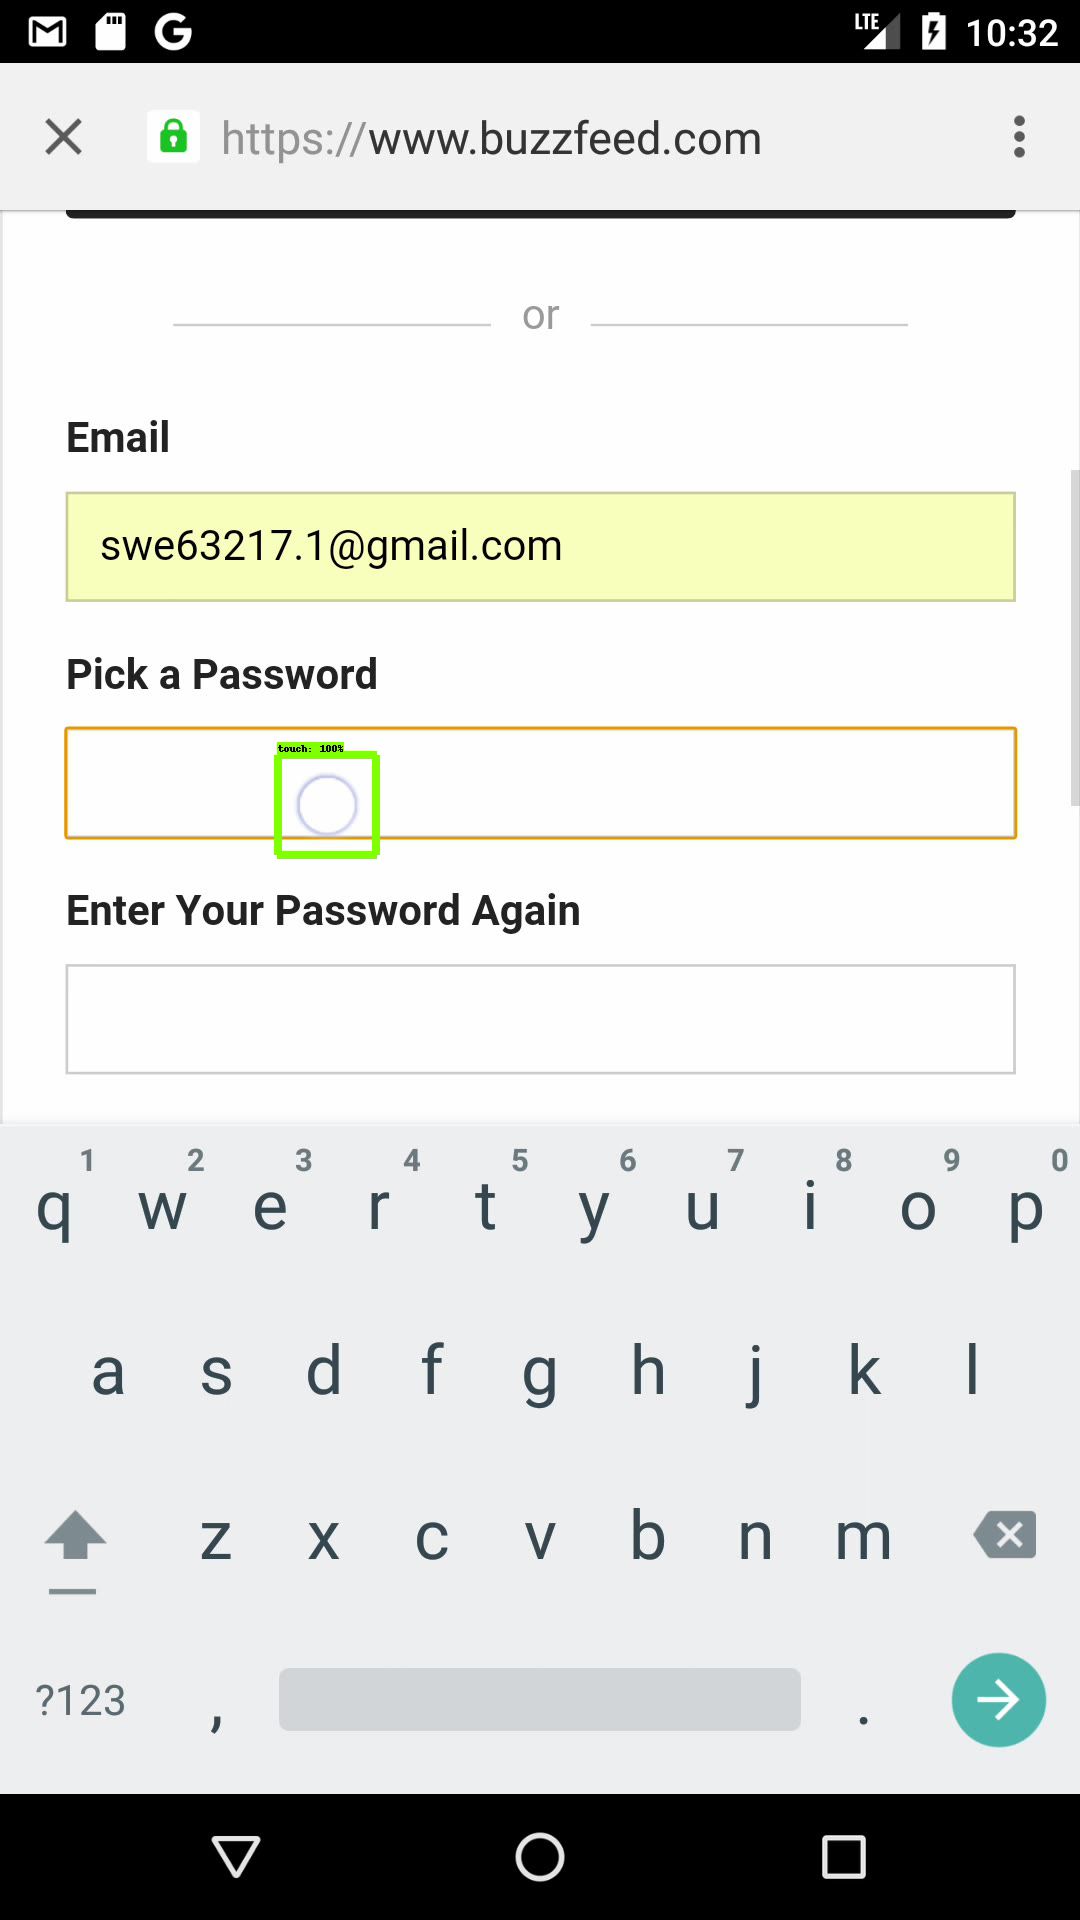 LTE 10:32
https://www.buzzfeed.com
or
Email
swe63217.1@gmail.com
Pick a Password
touch: 100%
Enter Your Password Again
1 2 3 4 5 6 7 8 9 0
q w e r t y u i o p
a s d f g h j k l
z x c v b n m
?123 , .